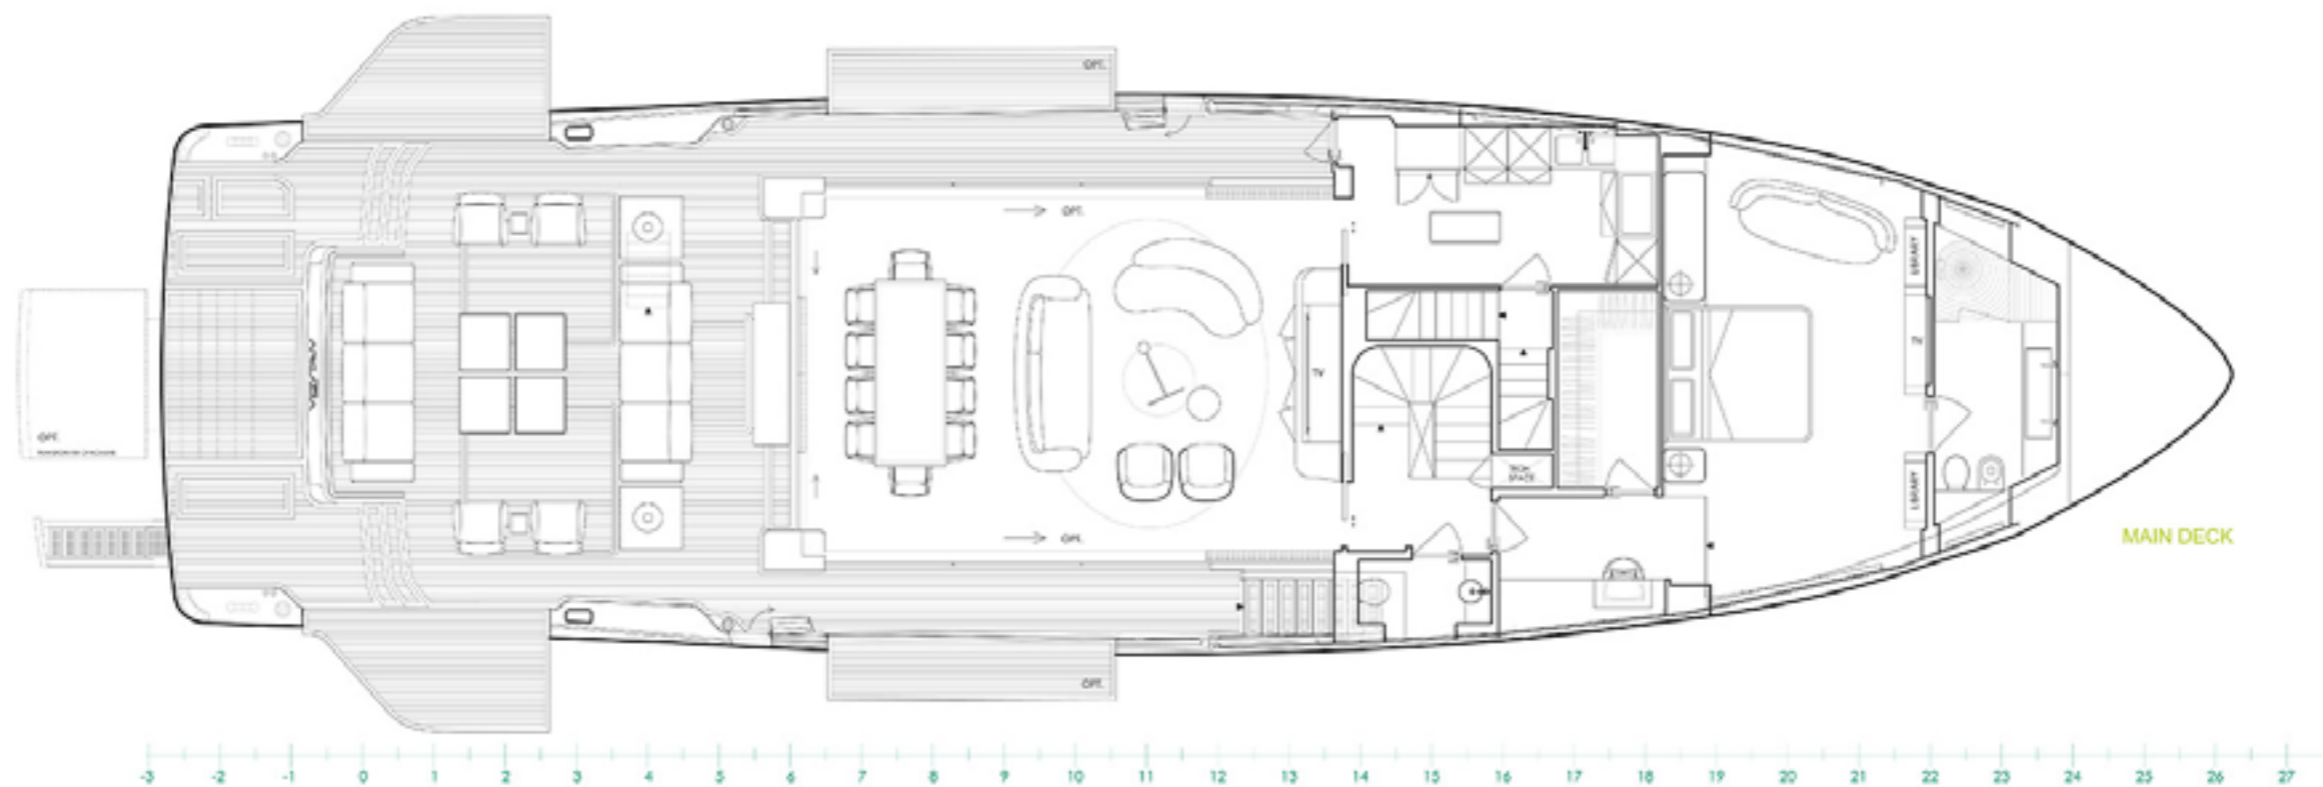 OPT.
OPT.
OPT.
LIBRARY
TV
TV
OPT.
TECH
SPACE
LIBRARY
OPT.
MAIN DECK
OPT.
-3 -2 -1 0 1 2 3 4 5 6 7 8 9 10 11 12 13 14 15 16 17 18 19 20 21 22 23 24 25 26 27